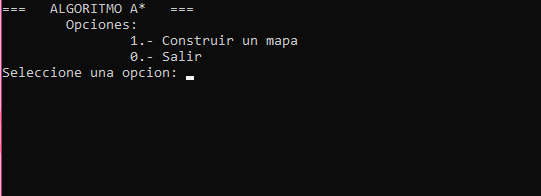 ===   ALGORITMO A*   ===
Opciones:
1.- Construir un mapa
0.- Salir
Seleccione una opcion: